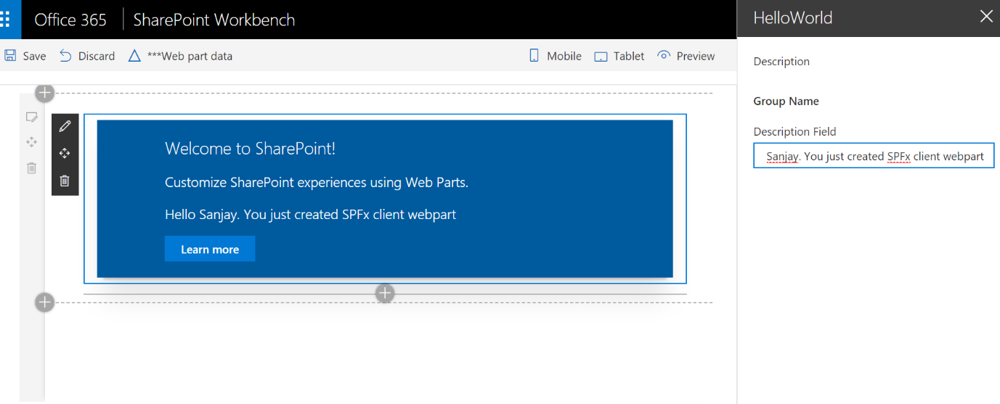 Office 365 SharePoint Workbench
HelloWorld
Save Discard ***Web part data Mobile Tablet Preview
Welcome to SharePoint!
Customize SharePoint experiences using Web Parts.
Hello Sanjay. You just created SPFx client webpart
Learn more
Description
Group Name
Description Field
Sanjay. You just created SPFx client webpart